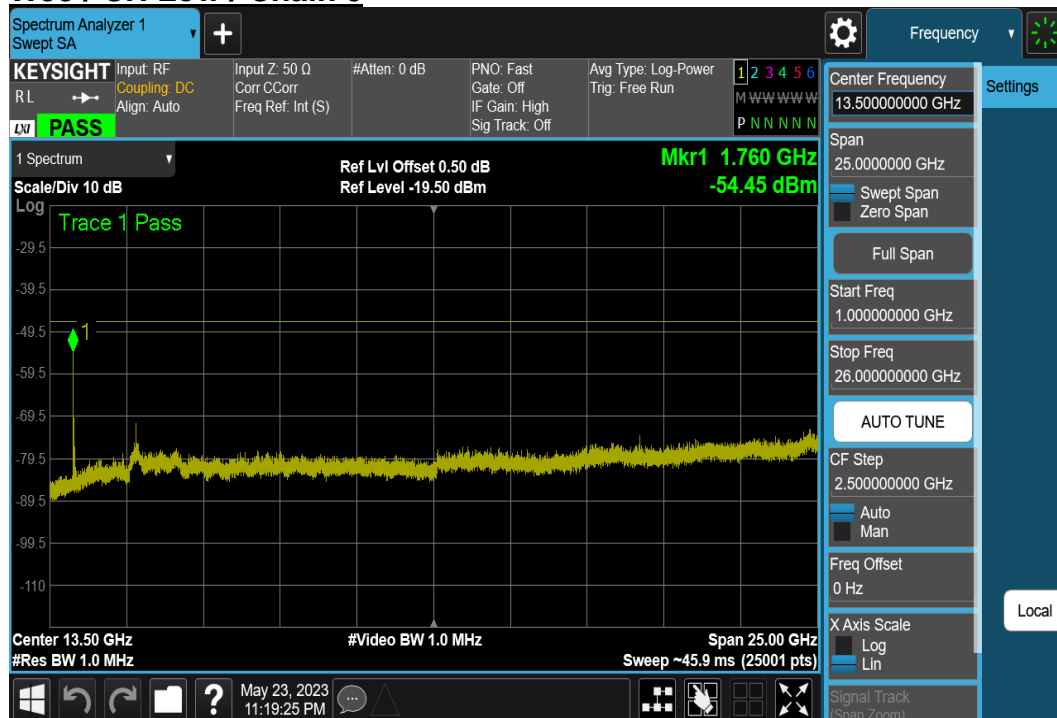 Spectrum Analyzer 1
Swept SA
Frequency
KEYSIGHT
RL
LXI
PASS
Input: RF
Coupling: DC
Align: Auto
Input Z: 50 Ω
Corr CCorr
Freq Ref: Int (S)
#Atten: 0 dB
PNO: Fast
Gate: Off
IF Gain: High
Sig Track: Off
Avg Type: Log-Power
Trig: Free Run
1 2 3 4 5 6
M W W W W W
P N N N N N
1 Spectrum
Scale/Div 10 dB
Ref Lvl Offset 0.50 dB
Ref Level -19.50 dBm
Mkr1 1.760 GHz
-54.45 dBm
Log
Trace 1 Pass
-29.5
-39.5
1
-49.5
-59.5
-69.5
-79.5
-89.5
-99.5
-110
Center 13.50 GHz
#Res BW 1.0 MHz
#Video BW 1.0 MHz
Span 25.00 GHz
Sweep ~45.9 ms (25001 pts)
Center Frequency
13.500000000 GHz
Span
25.0000000 GHz
Swept Span
Zero Span
Full Span
Start Freq
1.000000000 GHz
Stop Freq
26.000000000 GHz
AUTO TUNE
CF Step
2.500000000 GHz
Auto
Man
Freq Offset
0 Hz
X Axis Scale
Log
Lin
Signal Track
(Span Zoom)
Settings
Local
?
May 23, 2023
11:19:25 PM